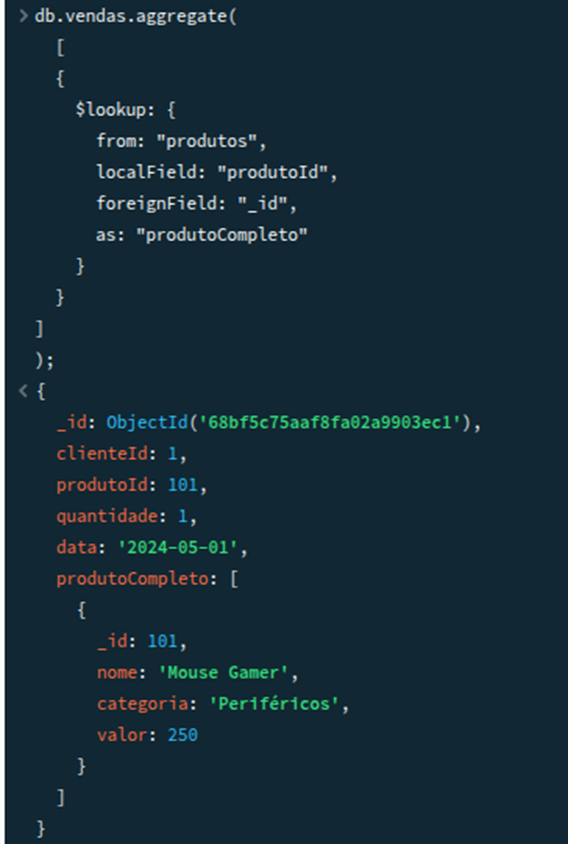 > db.vendas.aggregate(
[
{
$lookup: {
from: "produtos",
localField: "produtoId",
foreignField: "_id",
as: "produtoCompleto"
}
}
]
);
< {
_id: ObjectId('68bf5c75aaf8fa02a9903ec1'),
clienteId: 1,
produtoId: 101,
quantidade: 1,
data: '2024-05-01',
produtoCompleto: [
{
_id: 101,
nome: 'Mouse Gamer',
categoria: 'Periféricos',
valor: 250
}
]
}